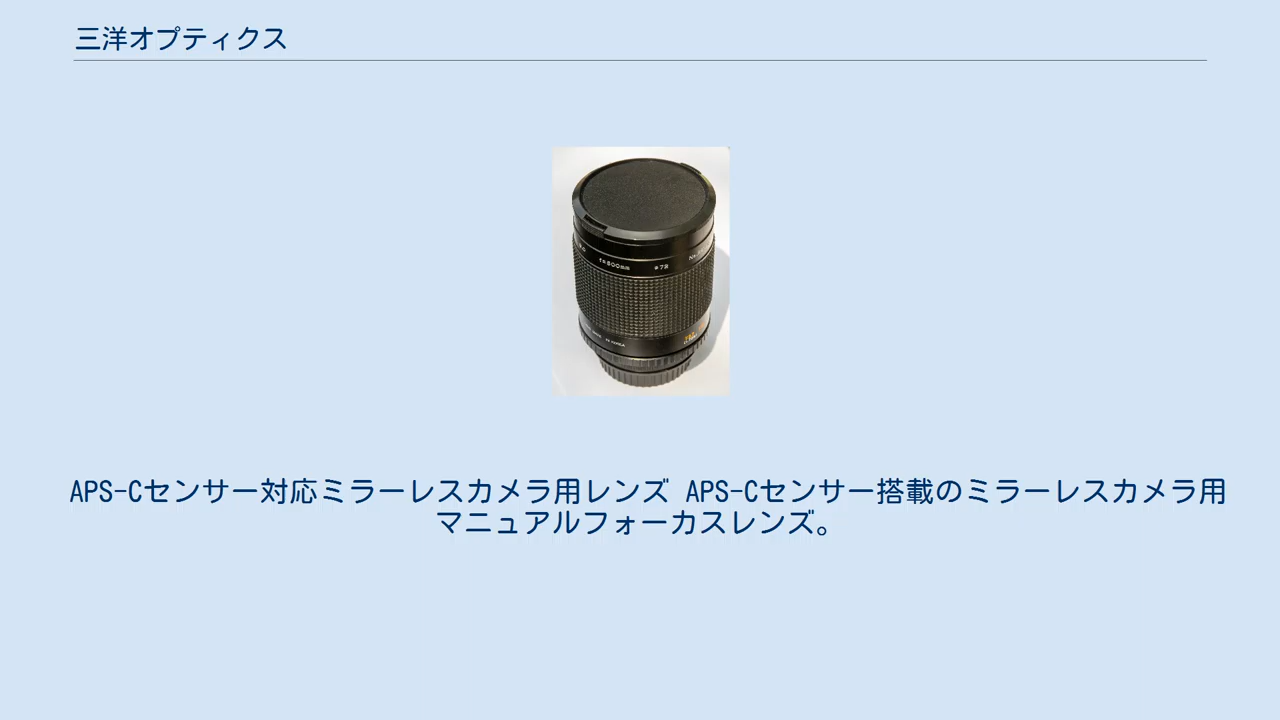 三洋オプティクス
f=500mm ⌀72
APS-Cセンサー対応ミラーレスカメラ用レンズ APS-Cセンサー搭載のミラーレスカメラ用
マニュアルフォーカスレンズ。